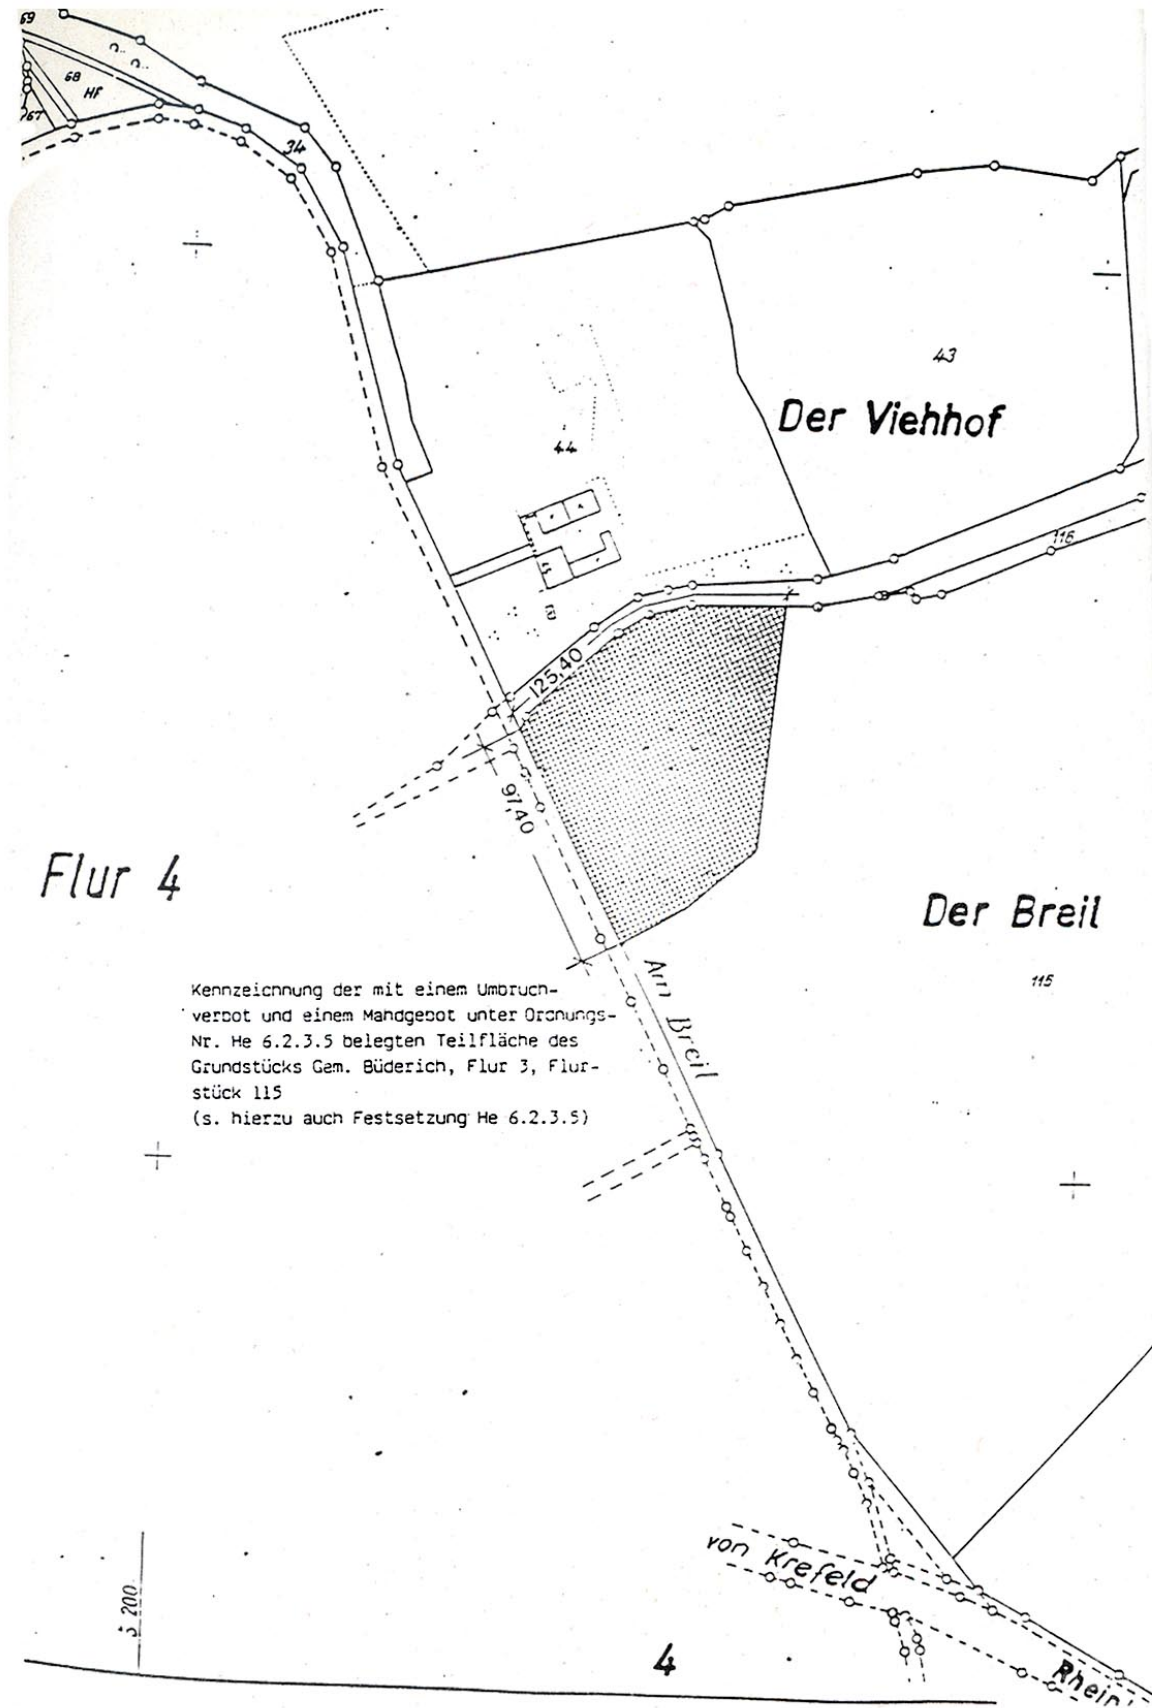 69
68
HF
67
34
43
Der Viehhof
44
116
125,40
97,40
Flur 4
Der Breil
115
Am Breil
Kennzeichnung der mit einem Umbruch-
verbot und einem Mahdgebot unter Ordnungs-
Nr. He 6.2.3.5 belegten Teilfläche des
Grundstücks Gem. Büderich, Flur 3, Flur-
stück 115
(s. hierzu auch Festsetzung He 6.2.3.5)
von Krefeld
200
4
Rhein